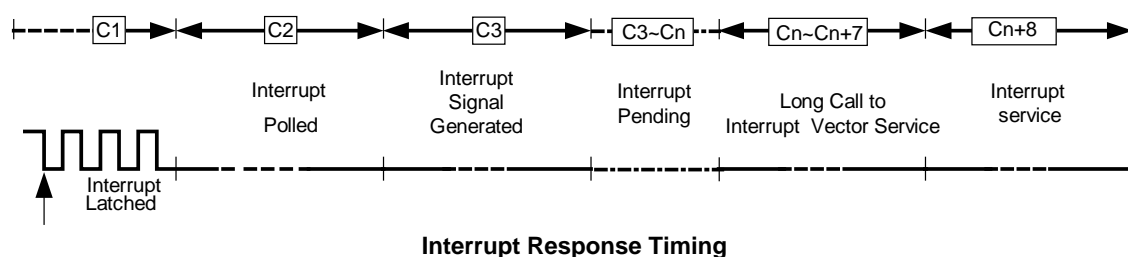 C1 C2 C3 C3~Cn Cn~Cn+7 Cn+8
Interrupt
Polled
Interrupt
Signal
Generated
Interrupt
Pending
Long Call to
Interrupt Vector Service
Interrupt
service
Interrupt
Latched
Interrupt Response Timing